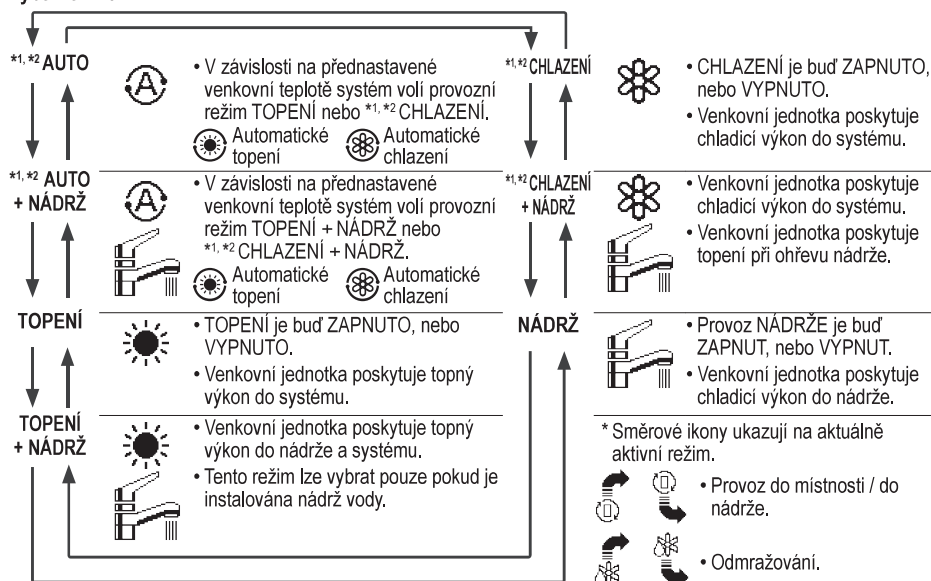 *1, *2 AUTO
• V závislosti na přednastavené
venkovní teplotě systém volí provozní
režim TOPENÍ nebo *1, *2 CHLAZENÍ.
Automatické
topení
Automatické
chlazení
*1, *2 AUTO
+ NÁDRŽ
• V závislosti na přednastavené
venkovní teplotě systém volí provozní
režim TOPENÍ + NÁDRŽ nebo
*1, *2 CHLAZENÍ + NÁDRŽ.
Automatické
topení
Automatické
chlazení
TOPENÍ
• TOPENÍ je buď ZAPNUTO, nebo
VYPNUTO.
• Venkovní jednotka poskytuje topný
výkon do systému.
TOPENÍ
+ NÁDRŽ
• Venkovní jednotka poskytuje topný
výkon do nádrže a systému.
• Tento režim lze vybrat pouze pokud je
instalována nádrž vody.
*1, *2 CHLAZENÍ
• CHLAZENÍ je buď ZAPNUTO,
nebo VYPNUTO.
• Venkovní jednotka poskytuje
chladicí výkon do systému.
*1, *2 CHLAZENÍ
+ NÁDRŽ
• Venkovní jednotka poskytuje
chladicí výkon do systému.
• Venkovní jednotka poskytuje
topení při ohřevu nádrže.
NÁDRŽ
• Provoz NÁDRŽE je buď
ZAPNUT, nebo VYPNUT.
• Venkovní jednotka poskytuje
chladicí výkon do nádrže.
* Směrové ikony ukazují na aktuálně
aktivní režim.
• Provoz do místnosti / do
nádrže.
• Odmražování.